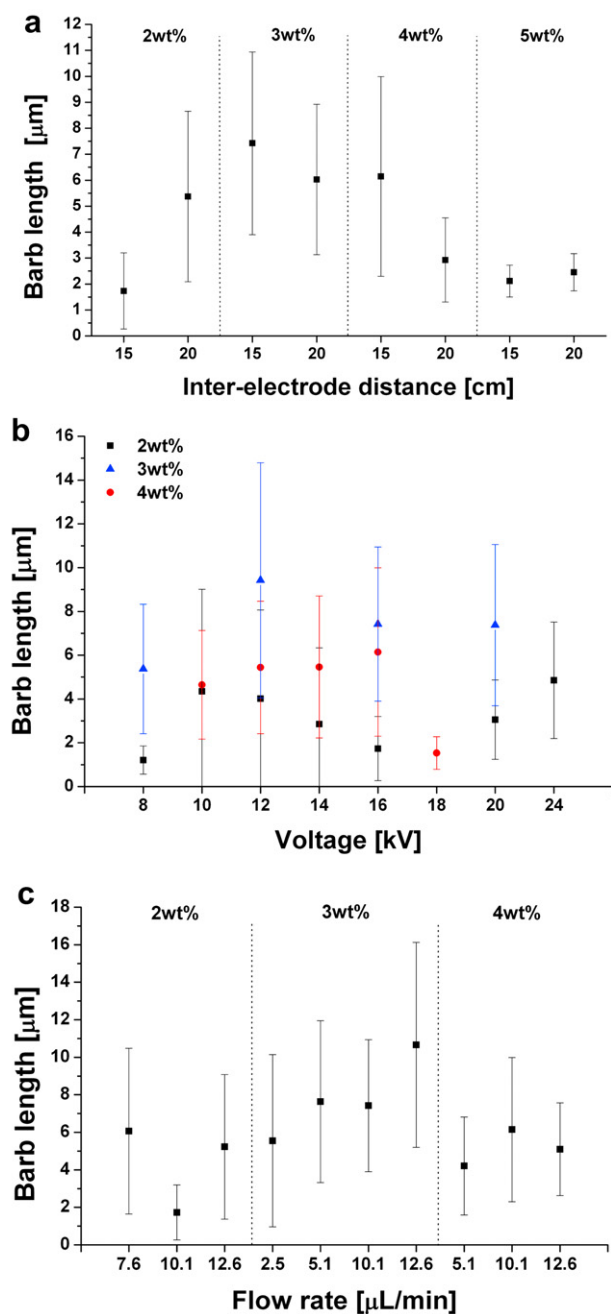 a
2wt% 3wt% 4wt% 5wt%
12
11
10
9
8
7
6
5
4
3
2
1
0
Barb length [μm]
15 20 15 20 15 20 15 20
Inter-electrode distance [cm]
b
2wt%
3wt%
4wt%
16
14
12
10
8
6
4
2
0
Barb length [μm]
8 10 12 14 16 18 20 24
Voltage [kV]
c
2wt% 3wt% 4wt%
18
16
14
12
10
8
6
4
2
0
Barb length [μm]
7.6 10.1 12.6 2.5 5.1 10.1 12.6 5.1 10.1 12.6
Flow rate [μL/min]